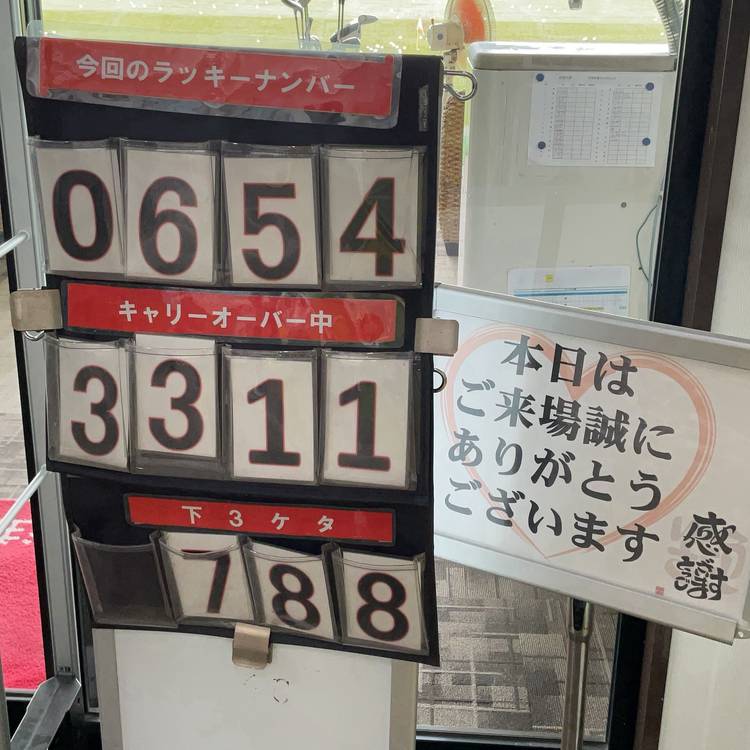 今回のラッキーナンバー
0654
キャリーオーバー中
3311
下3ケタ
788
本日は
ご来場誠に
ありがとう
ございます
感謝